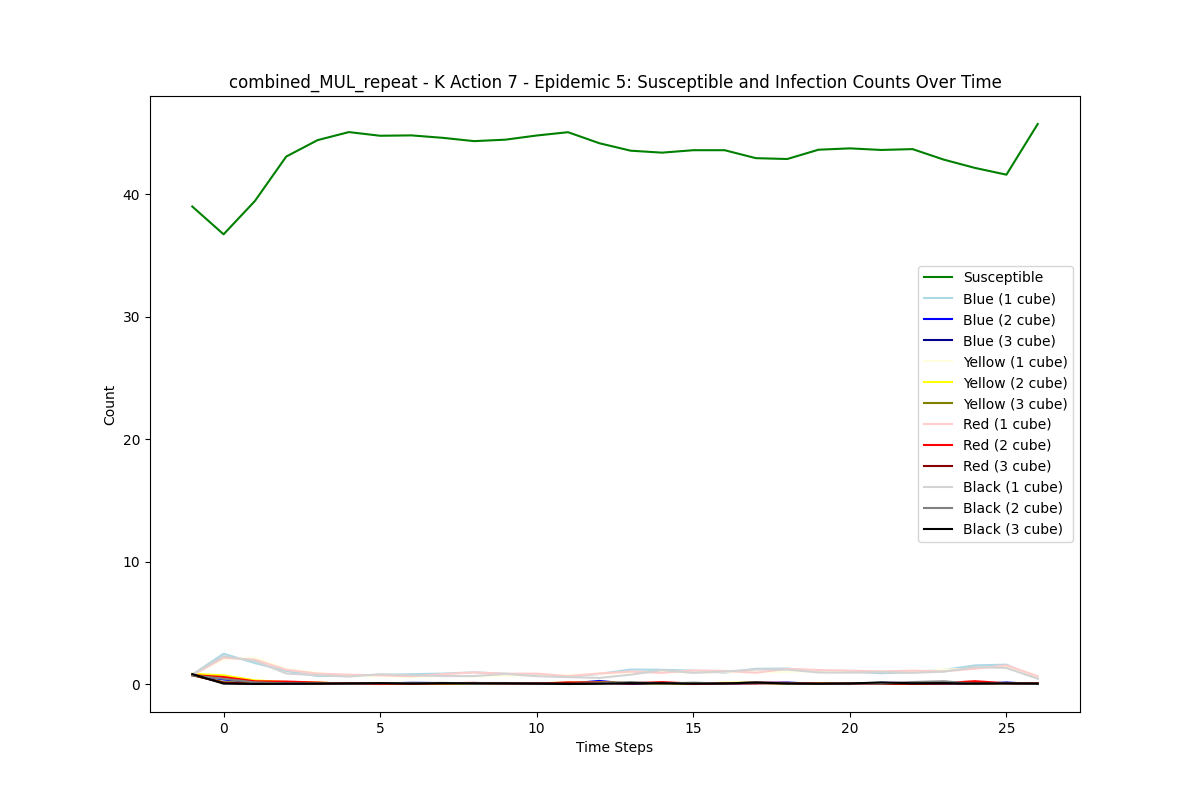 combined_MUL_repeat - K Action 7 - Epidemic 5: Susceptible and Infection Counts Over Time
Count
40
30
20
10
0
Susceptible
Blue (1 cube)
Blue (2 cube)
Blue (3 cube)
Yellow (1 cube)
Yellow (2 cube)
Yellow (3 cube)
Red (1 cube)
Red (2 cube)
Red (3 cube)
Black (1 cube)
Black (2 cube)
Black (3 cube)
0 5 10 15 20 25
Time Steps